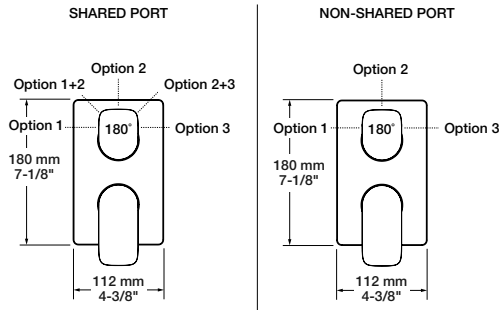 SHARED PORT
Option 2
Option 1+2
Option 2+3
Option 1
180°
Option 3
180 mm
7-1/8"
112 mm
4-3/8"
NON-SHARED PORT
Option 2
Option 1
180°
Option 3
180 mm
7-1/8"
112 mm
4-3/8"